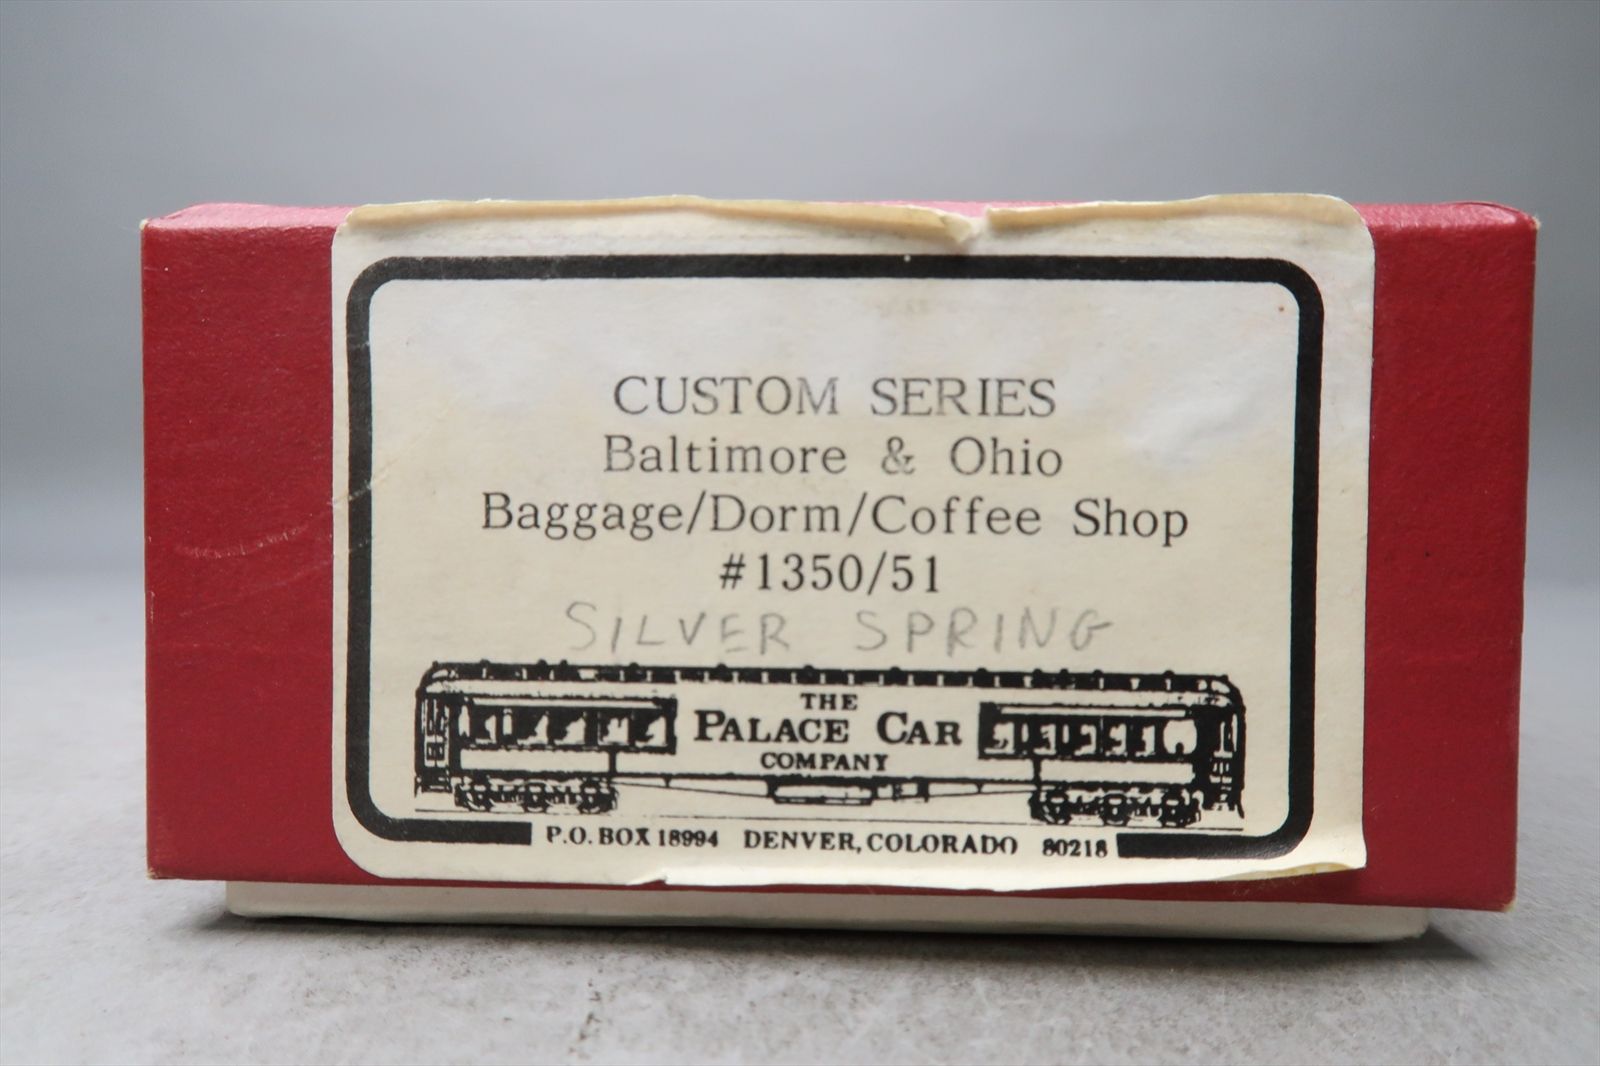 CUSTOM SERIES
Baltimore & Ohio
Baggage/Dorm/Coffee Shop
#1350/51
SILVER SPRING
THE
PALACE CAR
COMPANY
P.O. BOX 18994 DENVER, COLORADO 80218